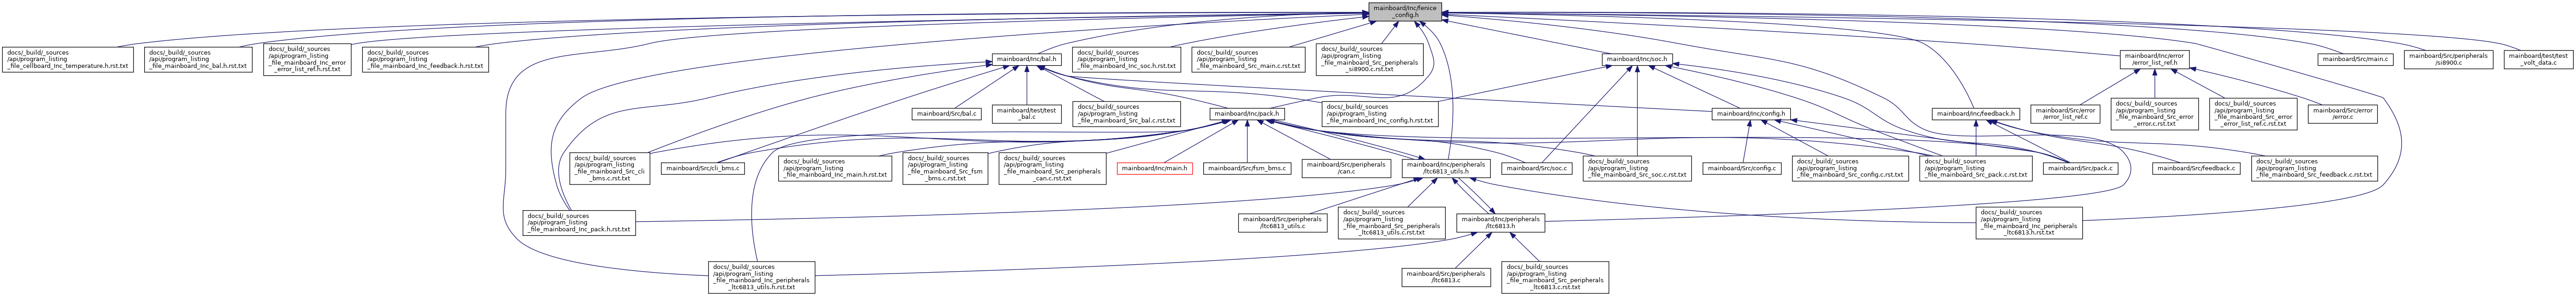 mainboard/Inc/fenice
_config.h
docs/_build/_sources
/api/program_listing
_file_cellboard_Inc_temperature.h.rst.txt
docs/_build/_sources
/api/program_listing
_file_mainboard_Inc_bal.h.rst.txt
docs/_build/_sources
/api/program_listing
_file_mainboard_Inc_error
_error_list_ref.h.rst.txt
docs/_build/_sources
/api/program_listing
_file_mainboard_Inc_feedback.h.rst.txt
mainboard/Inc/bal.h
docs/_build/_sources
/api/program_listing
_file_mainboard_Inc_soc.h.rst.txt
docs/_build/_sources
/api/program_listing
_file_mainboard_Src_main.c.rst.txt
docs/_build/_sources
/api/program_listing
_file_mainboard_Src_peripherals
_si8900.c.rst.txt
mainboard/Inc/soc.h
mainboard/Inc/error
/error_list_ref.h
mainboard/Src/main.c
mainboard/Src/peripherals
/si8900.c
mainboard/test/test
_volt_data.c
mainboard/Src/bal.c
mainboard/test/test
_bal.c
docs/_build/_sources
/api/program_listing
_file_mainboard_Src_bal.c.rst.txt
mainboard/Inc/pack.h
docs/_build/_sources
/api/program_listing
_file_mainboard_Inc_config.h.rst.txt
mainboard/Inc/config.h
mainboard/Inc/feedback.h
mainboard/Src/error
/error_list_ref.c
docs/_build/_sources
/api/program_listing
_file_mainboard_Src_error
_error.c.rst.txt
docs/_build/_sources
/api/program_listing
_file_mainboard_Src_error
_error_list_ref.c.rst.txt
mainboard/Src/error
/error.c
docs/_build/_sources
/api/program_listing
_file_mainboard_Src_cli
_bms.c.rst.txt
mainboard/Src/cli_bms.c
docs/_build/_sources
/api/program_listing
_file_mainboard_Inc_main.h.rst.txt
docs/_build/_sources
/api/program_listing
_file_mainboard_Src_fsm
_bms.c.rst.txt
docs/_build/_sources
/api/program_listing
_file_mainboard_Src_peripherals
_can.c.rst.txt
mainboard/Inc/main.h
mainboard/Src/fsm_bms.c
mainboard/Src/peripherals
/can.c
mainboard/Inc/peripherals
/ltc6813_utils.h
mainboard/Src/soc.c
docs/_build/_sources
/api/program_listing
_file_mainboard_Src_soc.c.rst.txt
mainboard/Src/config.c
docs/_build/_sources
/api/program_listing
_file_mainboard_Src_config.c.rst.txt
docs/_build/_sources
/api/program_listing
_file_mainboard_Src_pack.c.rst.txt
mainboard/Src/pack.c
mainboard/Src/feedback.c
docs/_build/_sources
/api/program_listing
_file_mainboard_Src_feedback.c.rst.txt
docs/_build/_sources
/api/program_listing
_file_mainboard_Inc_pack.h.rst.txt
mainboard/Src/peripherals
/ltc6813_utils.c
docs/_build/_sources
/api/program_listing
_file_mainboard_Src_peripherals
_ltc6813_utils.c.rst.txt
mainboard/Inc/peripherals
/ltc6813.h
docs/_build/_sources
/api/program_listing
_file_mainboard_Inc_peripherals
_ltc6813.h.rst.txt
docs/_build/_sources
/api/program_listing
_file_mainboard_Inc_peripherals
_ltc6813_utils.h.rst.txt
mainboard/Src/peripherals
/ltc6813.c
docs/_build/_sources
/api/program_listing
_file_mainboard_Src_peripherals
_ltc6813.c.rst.txt